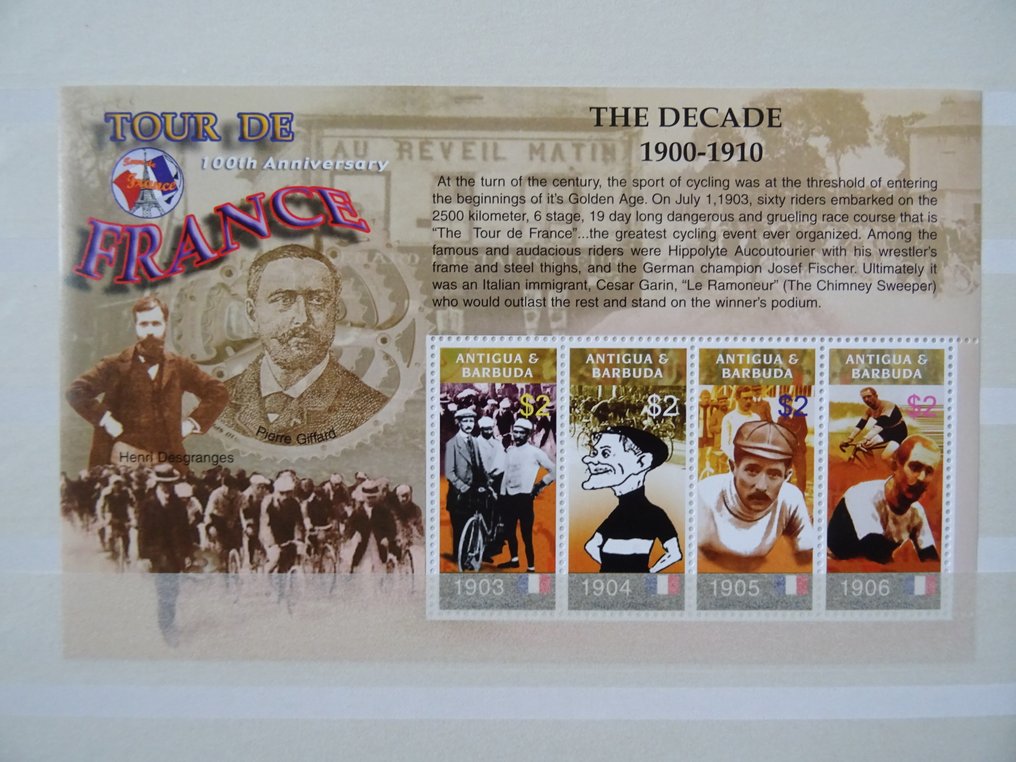 TOUR DE
100th Anniversary
Souvenir
France
FRANCE
Henri Desgranges
Pierre Giffard
AU RÉVEIL MATIN
THE DECADE
1900-1910
At the turn of the century, the sport of cycling was at the threshold of entering
the beginnings of it's Golden Age. On July 1,1903, sixty riders embarked on the
2500 kilometer, 6 stage, 19 day long dangerous and grueling race course that is
"The Tour de France"...the greatest cycling event ever organized. Among the
famous and audacious riders were Hippolyte Aucoutourier with his wrestler's
frame and steel thighs, and the German champion Josef Fischer. Ultimately it
was an Italian immigrant, Cesar Garin, "Le Ramoneur" (The Chimney Sweeper)
who would outlast the rest and stand on the winner's podium.
ANTIGUA &
BARBUDA
$2
1903
ANTIGUA &
BARBUDA
$2
1904
ANTIGUA &
BARBUDA
$2
1905
ANTIGUA &
BARBUDA
$2
1906